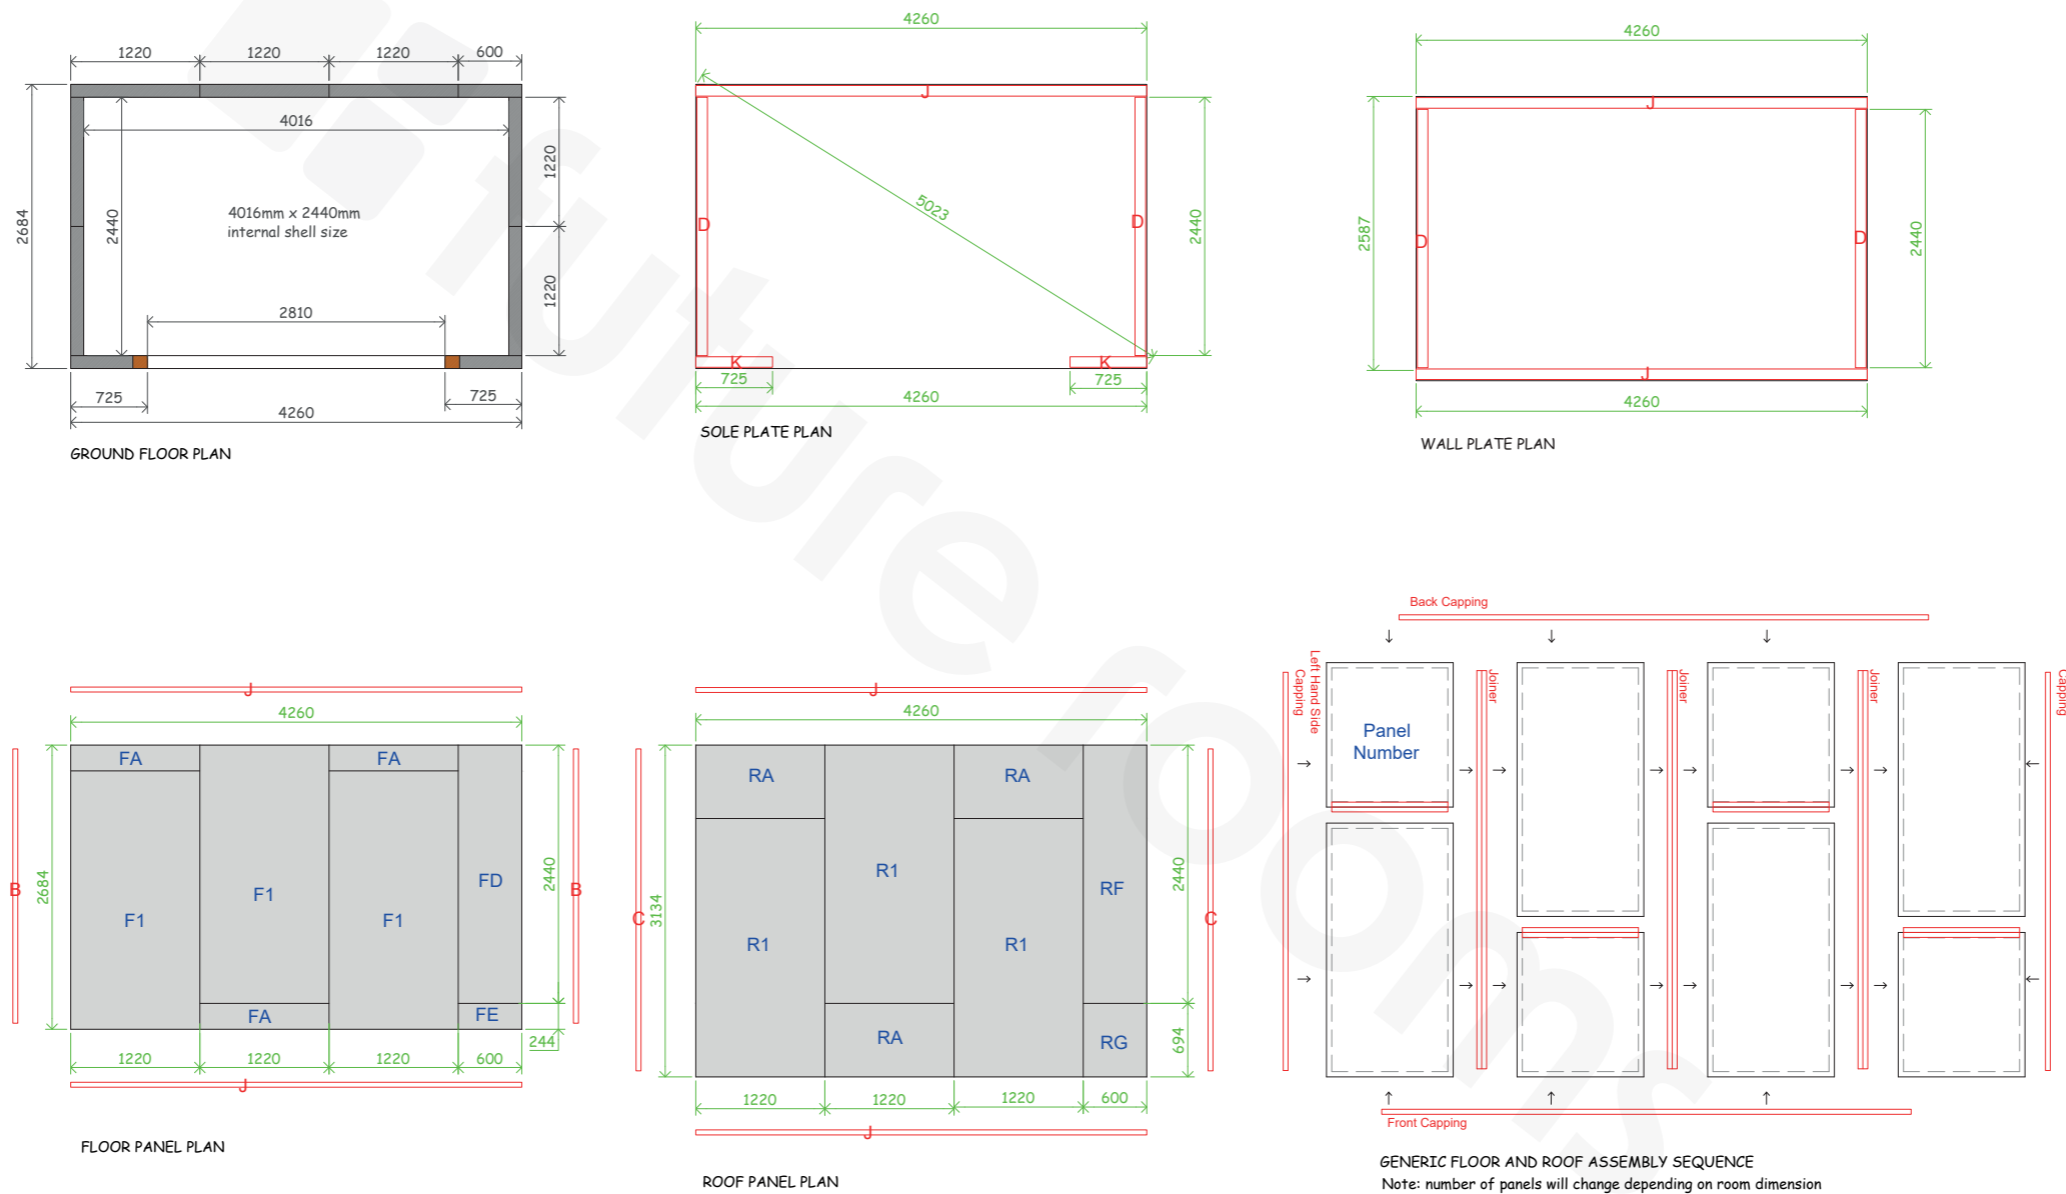 1220 1220 1220 600
2684
2440
4016
4016mm x 2440mm
internal shell size
1220
1220
2810
725 725
4260
GROUND FLOOR PLAN
4260
J
D
5023
D
2440
K K
725 725
4260
SOLE PLATE PLAN
4260
J
2587
D
D
2440
J
4260
WALL PLATE PLAN
J
4260
B
2684
FA FA
F1 F1 F1 FD
FA FE
2440
B
244
1220 1220 1220 600
J
FLOOR PANEL PLAN
J
4260
C
3134
RA RA
R1 R1 R1 RF
RA RG
2440
694
C
1220 1220 1220 600
J
ROOF PANEL PLAN
Back Capping
Left Hand Side
Capping
Panel
Number
Joiner
Joiner
Joiner
Capping
Front Capping
GENERIC FLOOR AND ROOF ASSEMBLY SEQUENCE
Note: number of panels will change depending on room dimension
future rooms